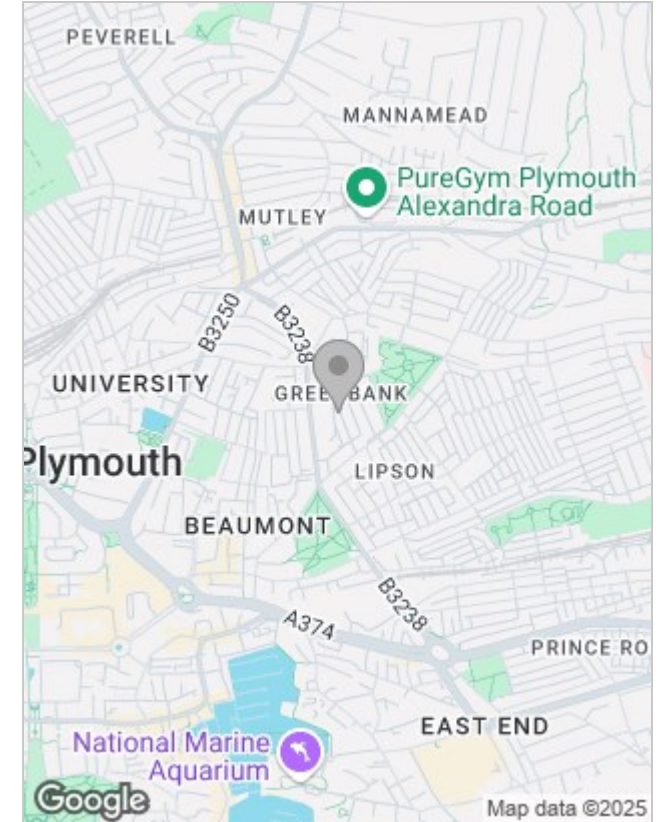 PEVERELL
MANNAMEAD
PureGym Plymouth
Alexandra Road
MUTLEY
B3250
B3238
UNIVERSITY
GREENBANK
Plymouth
LIPSON
BEAUMONT
B3238
A374
PRINCE RO
EAST END
National Marine
Aquarium
Google
Map data ©2025